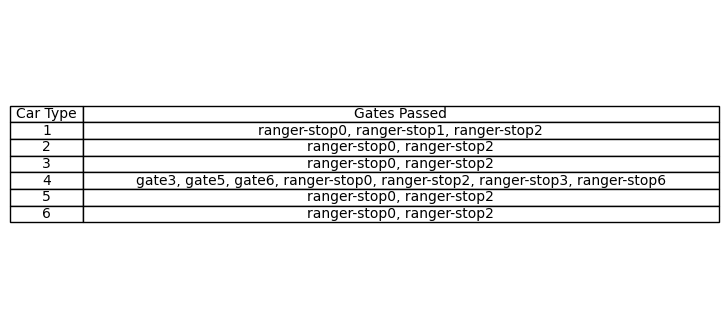 Car Type Gates Passed
1 ranger-stop0, ranger-stop1, ranger-stop2
2 ranger-stop0, ranger-stop2
3 ranger-stop0, ranger-stop2
4 gate3, gate5, gate6, ranger-stop0, ranger-stop2, ranger-stop3, ranger-stop6
5 ranger-stop0, ranger-stop2
6 ranger-stop0, ranger-stop2